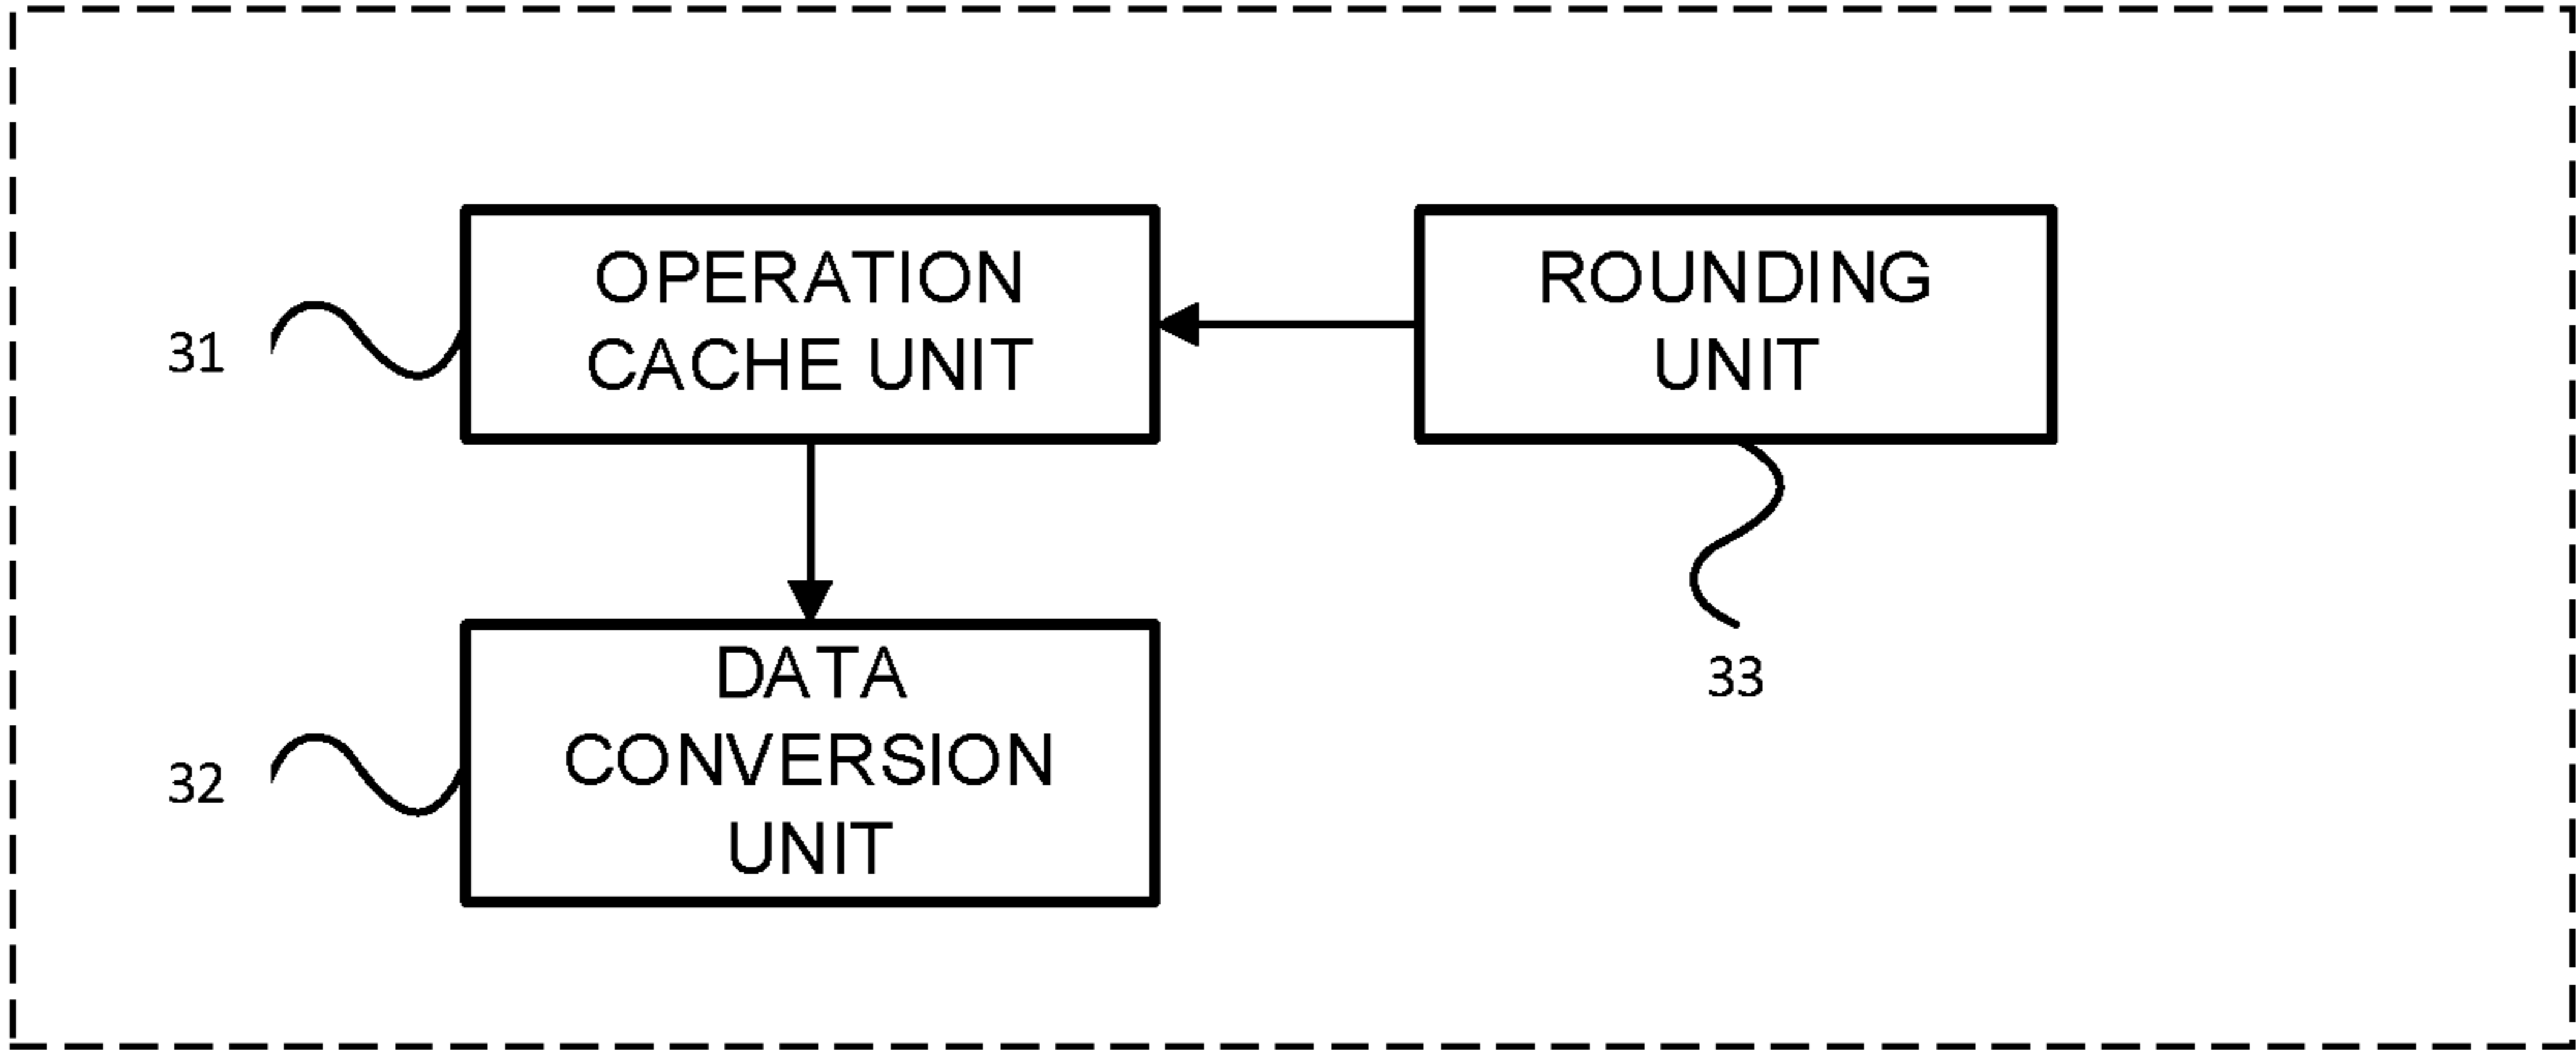 OPERATION
CACHE UNIT
ROUNDING
UNIT
31
DATA
CONVERSION
UNIT
32
33